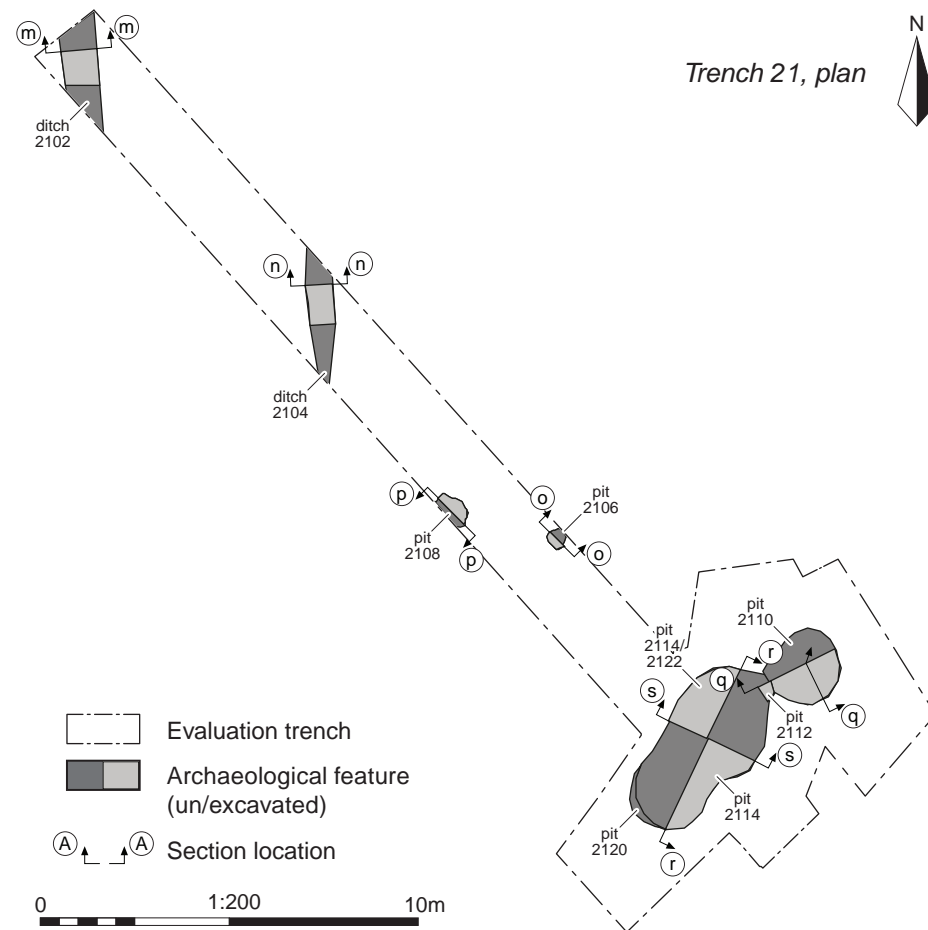 N
Trench 21, plan
m
m
ditch
2102
n
n
ditch
2104
p
p
pit
2108
o
o
pit
2106
pit
2110
pit
2114/
2122
r
q
s
q
pit
2112
s
pit
2114
pit
2120
r
Evaluation trench
Archaeological feature
(un/excavated)
A A Section location
0 1:200 10m